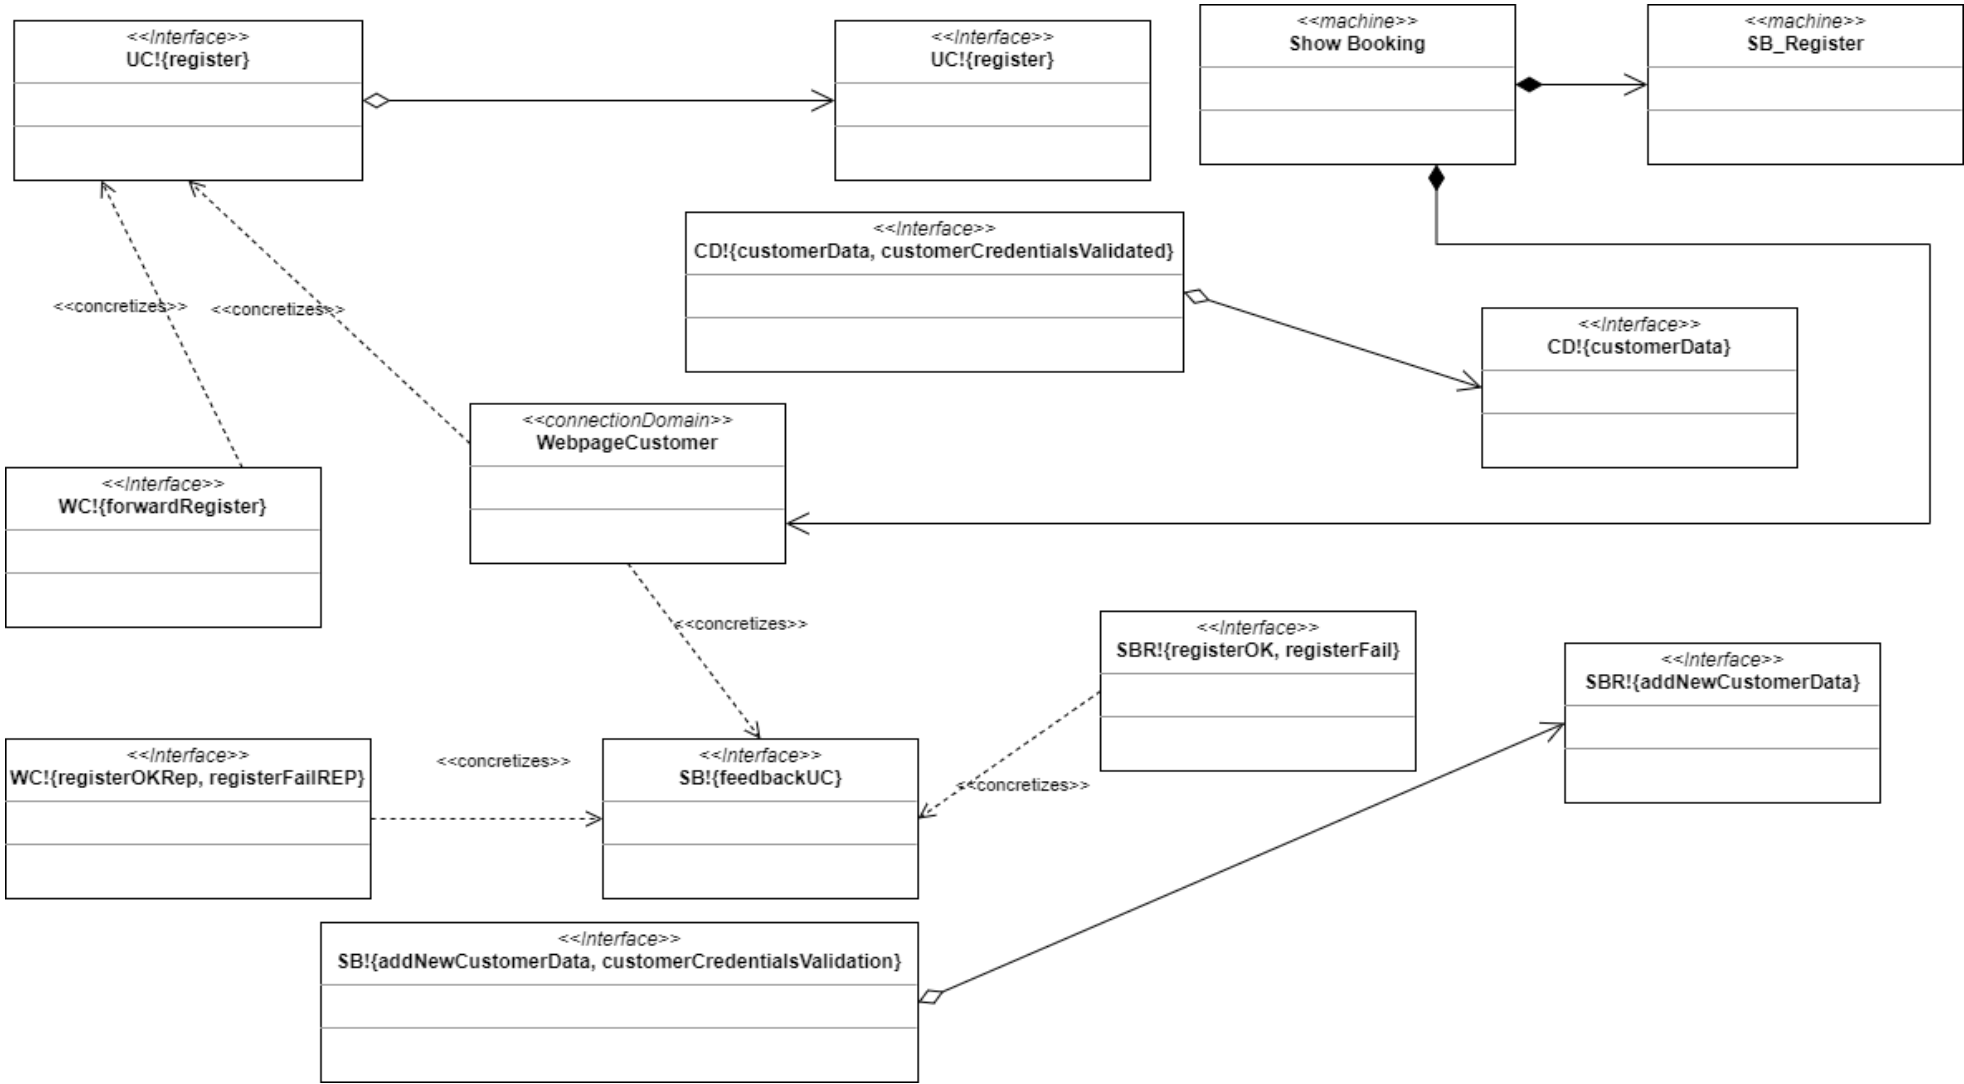 <<Interface>>
UC!{register}
<<Interface>>
UC!{register}
<<machine>>
Show Booking
<<machine>>
SB_Register
<<Interface>>
CD!{customerData, customerCredentialsValidated}
<<concretizes>>
<<concretizes>>
<<Interface>>
CD!{customerData}
<<connectionDomain>>
WebpageCustomer
<<Interface>>
WC!{forwardRegister}
<<concretizes>>
<<Interface>>
SBR!{registerOK, registerFail}
<<Interface>>
SBR!{addNewCustomerData}
<<Interface>>
WC!{registerOKRep, registerFailREP}
<<concretizes>>
<<Interface>>
SB!{feedbackUC}
<<concretizes>>
<<Interface>>
SB!{addNewCustomerData, customerCredentialsValidation}